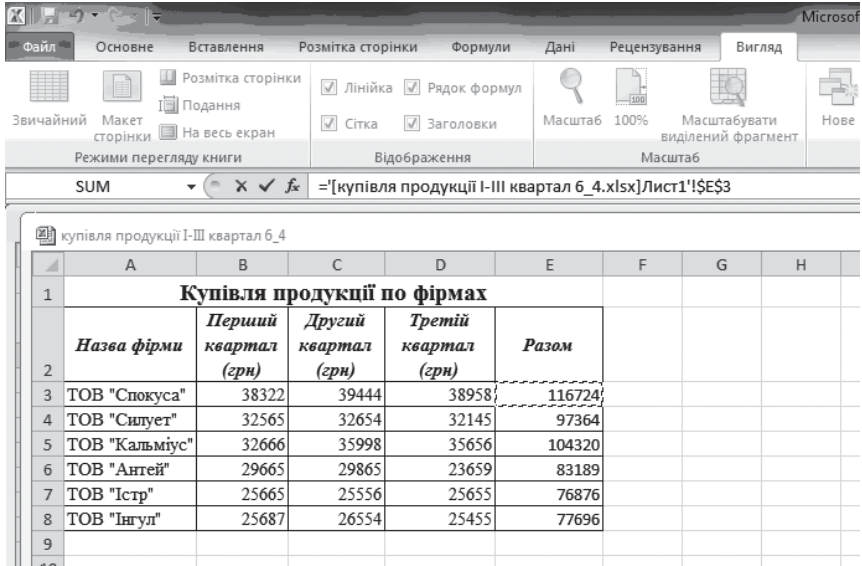 Microsof
Файл Основне Вставлення Розмітка сторінки Формули Дані Рецензування Вигляд
Звичайний Макет сторінки Розмітка сторінки
Подання
На весь екран
Лінійка Рядок формул
Сітка Заголовки
Масштаб 100% Масштабувати виділений фрагмент Нове
Режими перегляду книги Відображення Масштаб
SUM fx ='[купівля продукції I-III квартал 6_4.xlsx]Лист1'!$E$3
купівля продукції I-III квартал 6_4
A B C D E F G H
1 Купівля продукції по фірмах
2 Назва фірми Перший квартал (грн) Другий квартал (грн) Третій квартал (грн) Разом
3 ТОВ "Спокуса" 38322 39444 38958 116724
4 ТОВ "Силует" 32565 32654 32145 97364
5 ТОВ "Кальміус" 32666 35998 35656 104320
6 ТОВ "Антей" 29665 29865 23659 83189
7 ТОВ "Істр" 25665 25556 25655 76876
8 ТОВ "Інгул" 25687 26554 25455 77696
9